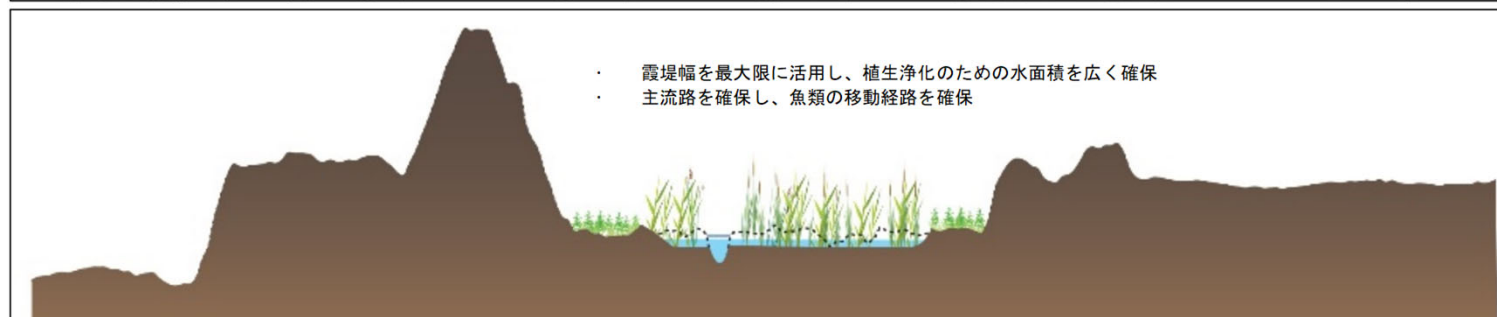 ・ 霞堤幅を最大限に活用し、植生浄化のための水面積を広く確保
・ 主流路を確保し、魚類の移動経路を確保